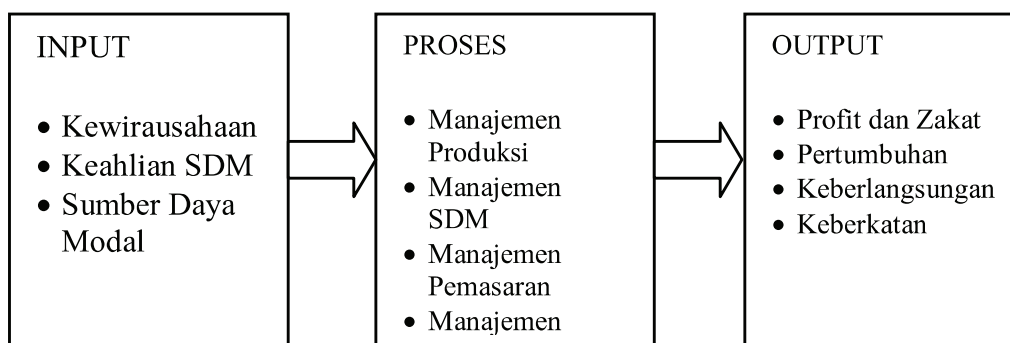 INPUT
• Kewirausahaan
• Keahlian SDM
• Sumber Daya
Modal
PROSES
• Manajemen
Produksi
• Manajemen
SDM
• Manajemen
Pemasaran
• Manajemen
OUTPUT
• Profit dan Zakat
• Pertumbuhan
• Keberlangsungan
• Keberkatan